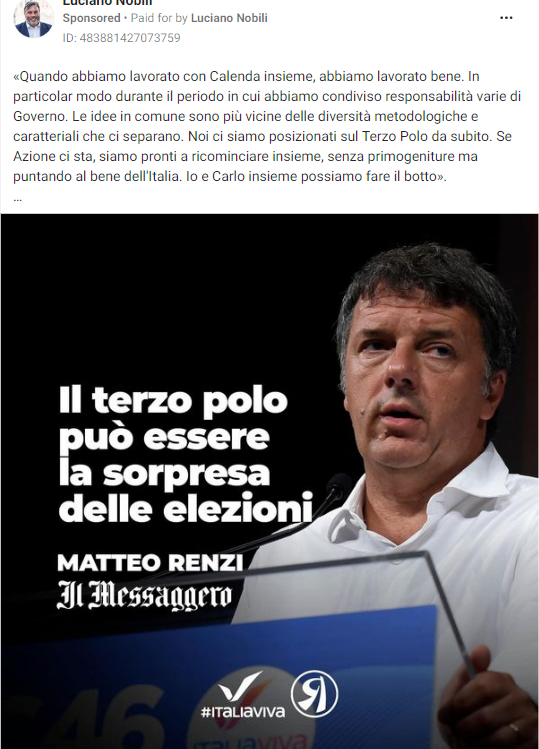 Luciano Nobili
Sponsored • Paid for by Luciano Nobili
ID: 483881427073759
«Quando abbiamo lavorato con Calenda insieme, abbiamo lavorato bene. In
particolar modo durante il periodo in cui abbiamo condiviso responsabilità varie di
Governo. Le idee in comune sono più vicine delle diversità metodologiche e
caratteriali che ci separano. Noi ci siamo posizionati sul Terzo Polo da subito. Se
Azione ci sta, siamo pronti a ricominciare insieme, senza primogeniture ma
puntando al bene dell'Italia. Io e Carlo insieme possiamo fare il botto».
...
Il terzo polo
può essere
la sorpresa
delle elezioni
MATTEO RENZI
Il Messaggero
#ITALIAVIVA
C46
ITALIAVIVA